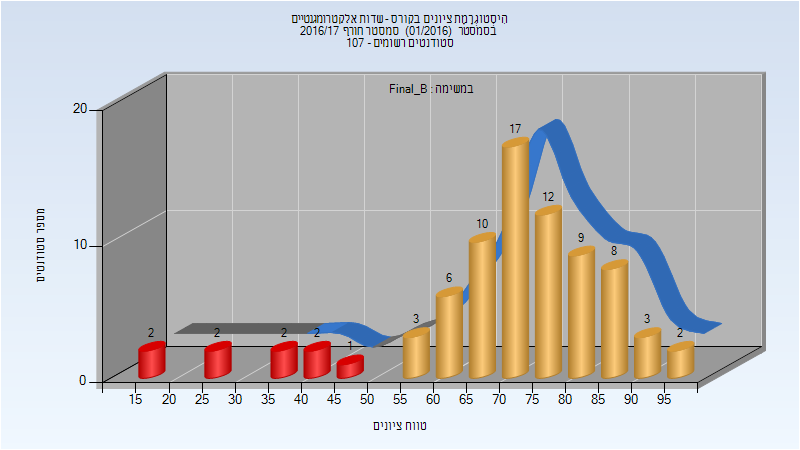 היסטוגרמת ציונים בקורס - שדות אלקטרומגנטיים
בסמסטר (01/2016) סמסטר חורף 2016/17
סטודנטים רשומים - 107
במשימה : Final_B
20
10
0
מספר סטודנטים
2
2
2
2
1
3
6
10
17
12
9
8
3
2
15 20 25 30 35 40 45 50 55 60 65 70 75 80 85 90 95
טווח ציונים